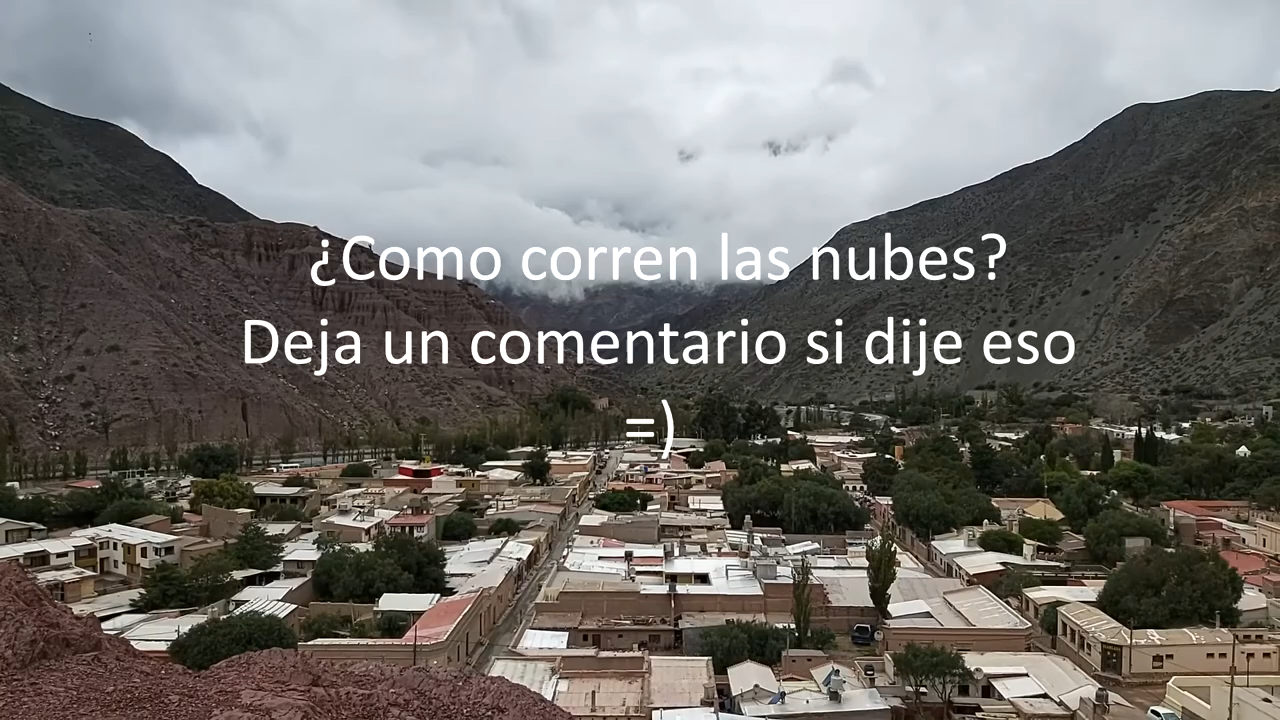 ¿Como corren las nubes?
Deja un comentario si dije eso
=)